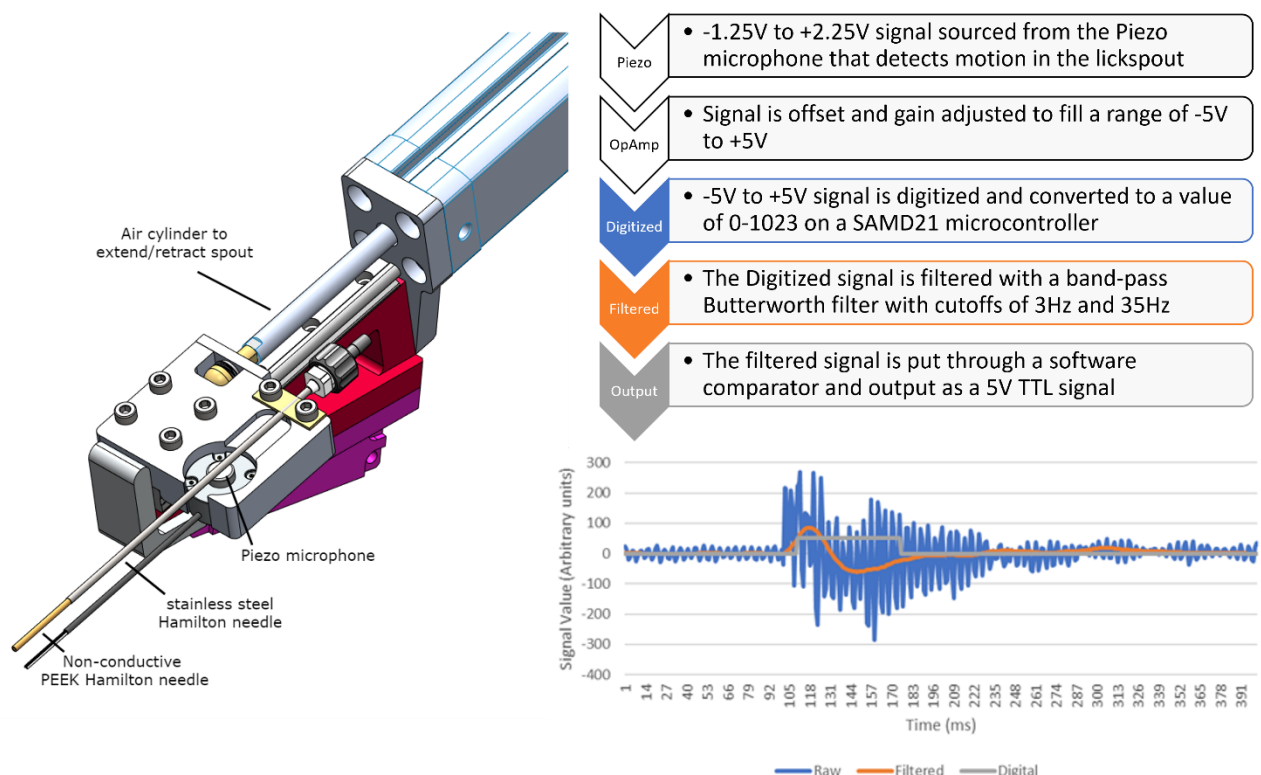 Air cylinder to
extend/retract spout
Piezo microphone
stainless steel
Hamilton needle
Non-conductive
PEEK Hamilton needle
Piezo
• -1.25V to +2.25V signal sourced from the Piezo
microphone that detects motion in the lickspout
OpAmp
• Signal is offset and gain adjusted to fill a range of -5V
to +5V
Digitized
• -5V to +5V signal is digitized and converted to a value
of 0-1023 on a SAMD21 microcontroller
Filtered
• The Digitized signal is filtered with a band-pass
Butterworth filter with cutoffs of 3Hz and 35Hz
Output
• The filtered signal is put through a software
comparator and output as a 5V TTL signal
Signal Value (Arbitrary units)
300
200
100
0
-100
-200
-300
-400
1 14 27 40 53 66 79 92 105 118 131 144 157 170 183 196 209 222 235 248 261 274 287 300 313 326 339 352 365 378 391
Time (ms)
Raw Filtered Digital